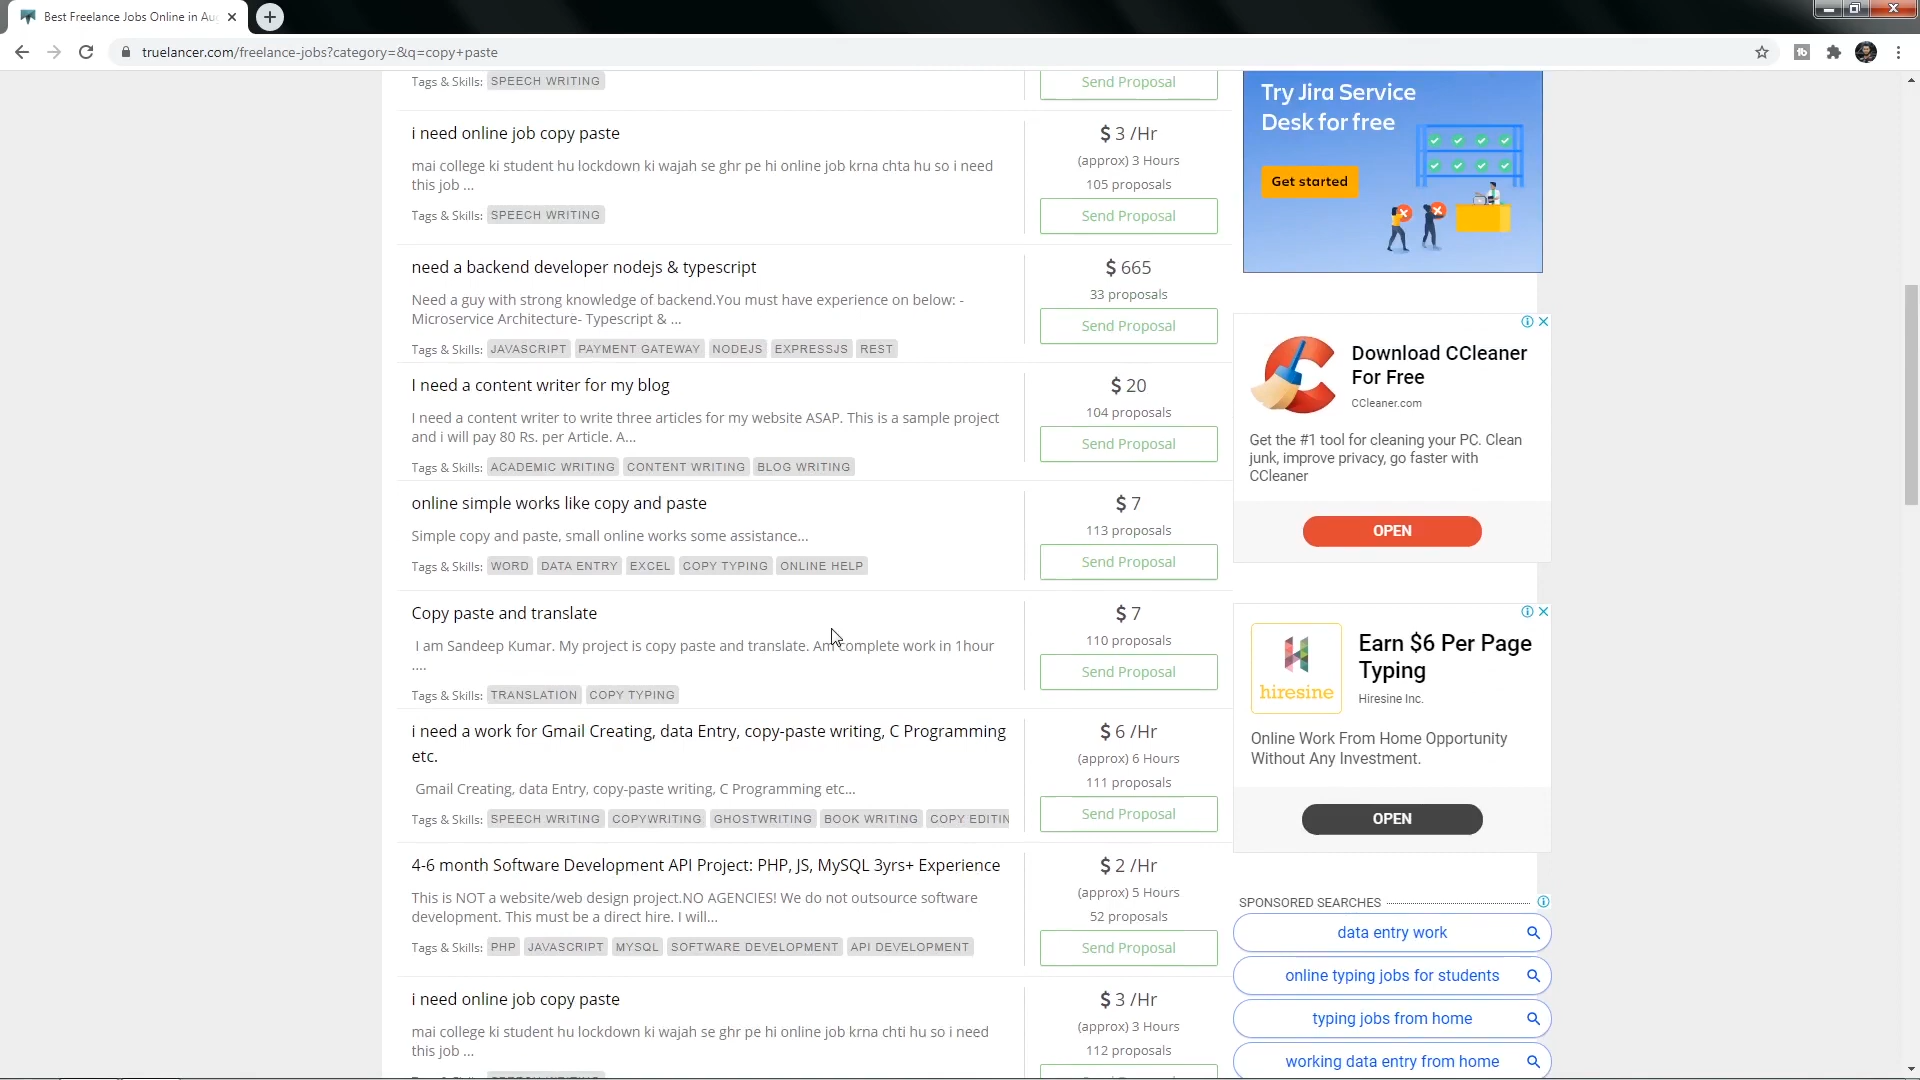 Best Freelance Jobs Online in Au
truelancer.com/freelance-jobs?category=&q=copy+paste
Tags & Skills: SPEECH WRITING
Send Proposal
i need online job copy paste
mai college ki student hu lockdown ki wajah se ghr pe hi online job krna chta hu so i need
this job ...
Tags & Skills: SPEECH WRITING
$ 3 /Hr
(approx) 3 Hours
105 proposals
Send Proposal
need a backend developer nodejs & typescript
Need a guy with strong knowledge of backend.You must have experience on below: -
Microservice Architecture- Typescript & ...
Tags & Skills: JAVASCRIPT PAYMENT GATEWAY NODEJS EXPRESSJS REST
$ 665
33 proposals
Send Proposal
I need a content writer for my blog
I need a content writer to write three articles for my website ASAP. This is a sample project
and i will pay 80 Rs. per Article. A...
Tags & Skills: ACADEMIC WRITING CONTENT WRITING BLOG WRITING
$ 20
104 proposals
Send Proposal
online simple works like copy and paste
Simple copy and paste, small online works some assistance...
Tags & Skills: WORD DATA ENTRY EXCEL COPY TYPING ONLINE HELP
$ 7
113 proposals
Send Proposal
Copy paste and translate
I am Sandeep Kumar. My project is copy paste and translate. Am complete work in 1hour
....
Tags & Skills: TRANSLATION COPY TYPING
$ 7
110 proposals
Send Proposal
i need a work for Gmail Creating, data Entry, copy-paste writing, C Programming
etc.
Gmail Creating, data Entry, copy-paste writing, C Programming etc...
Tags & Skills: SPEECH WRITING COPYWRITING GHOSTWRITING BOOK WRITING COPY EDITIN
$ 6 /Hr
(approx) 6 Hours
111 proposals
Send Proposal
4-6 month Software Development API Project: PHP, JS, MySQL 3yrs+ Experience
This is NOT a website/web design project.NO AGENCIES! We do not outsource software
development. This must be a direct hire. I will...
Tags & Skills: PHP JAVASCRIPT MYSQL SOFTWARE DEVELOPMENT API DEVELOPMENT
$ 2 /Hr
(approx) 5 Hours
52 proposals
Send Proposal
i need online job copy paste
mai college ki student hu lockdown ki wajah se ghr pe hi online job krna chti hu so i need
this job ...
$ 3 /Hr
(approx) 3 Hours
112 proposals
Try Jira Service
Desk for free
Get started
Download CCleaner
For Free
CCleaner.com
Get the #1 tool for cleaning your PC. Clean
junk, improve privacy, go faster with
CCleaner
OPEN
hiresine
Earn $6 Per Page
Typing
Hiresine Inc.
Online Work From Home Opportunity
Without Any Investment.
OPEN
SPONSORED SEARCHES
data entry work
online typing jobs for students
typing jobs from home
working data entry from home